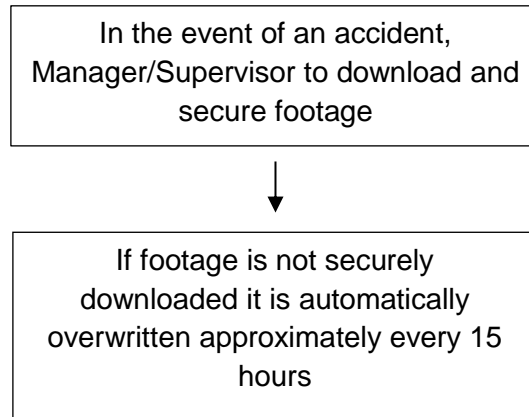 In the event of an accident,
Manager/Supervisor to download and
secure footage
If footage is not securely
downloaded it is automatically
overwritten approximately every 15
hours